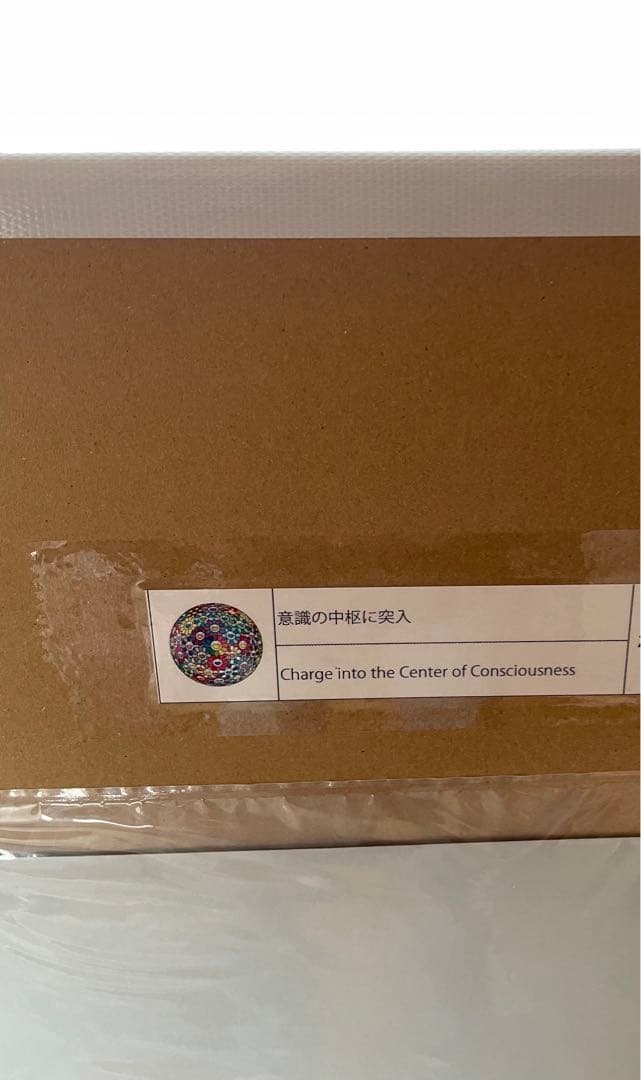 意識の中枢に突入
Charge into the Center of Consciousness